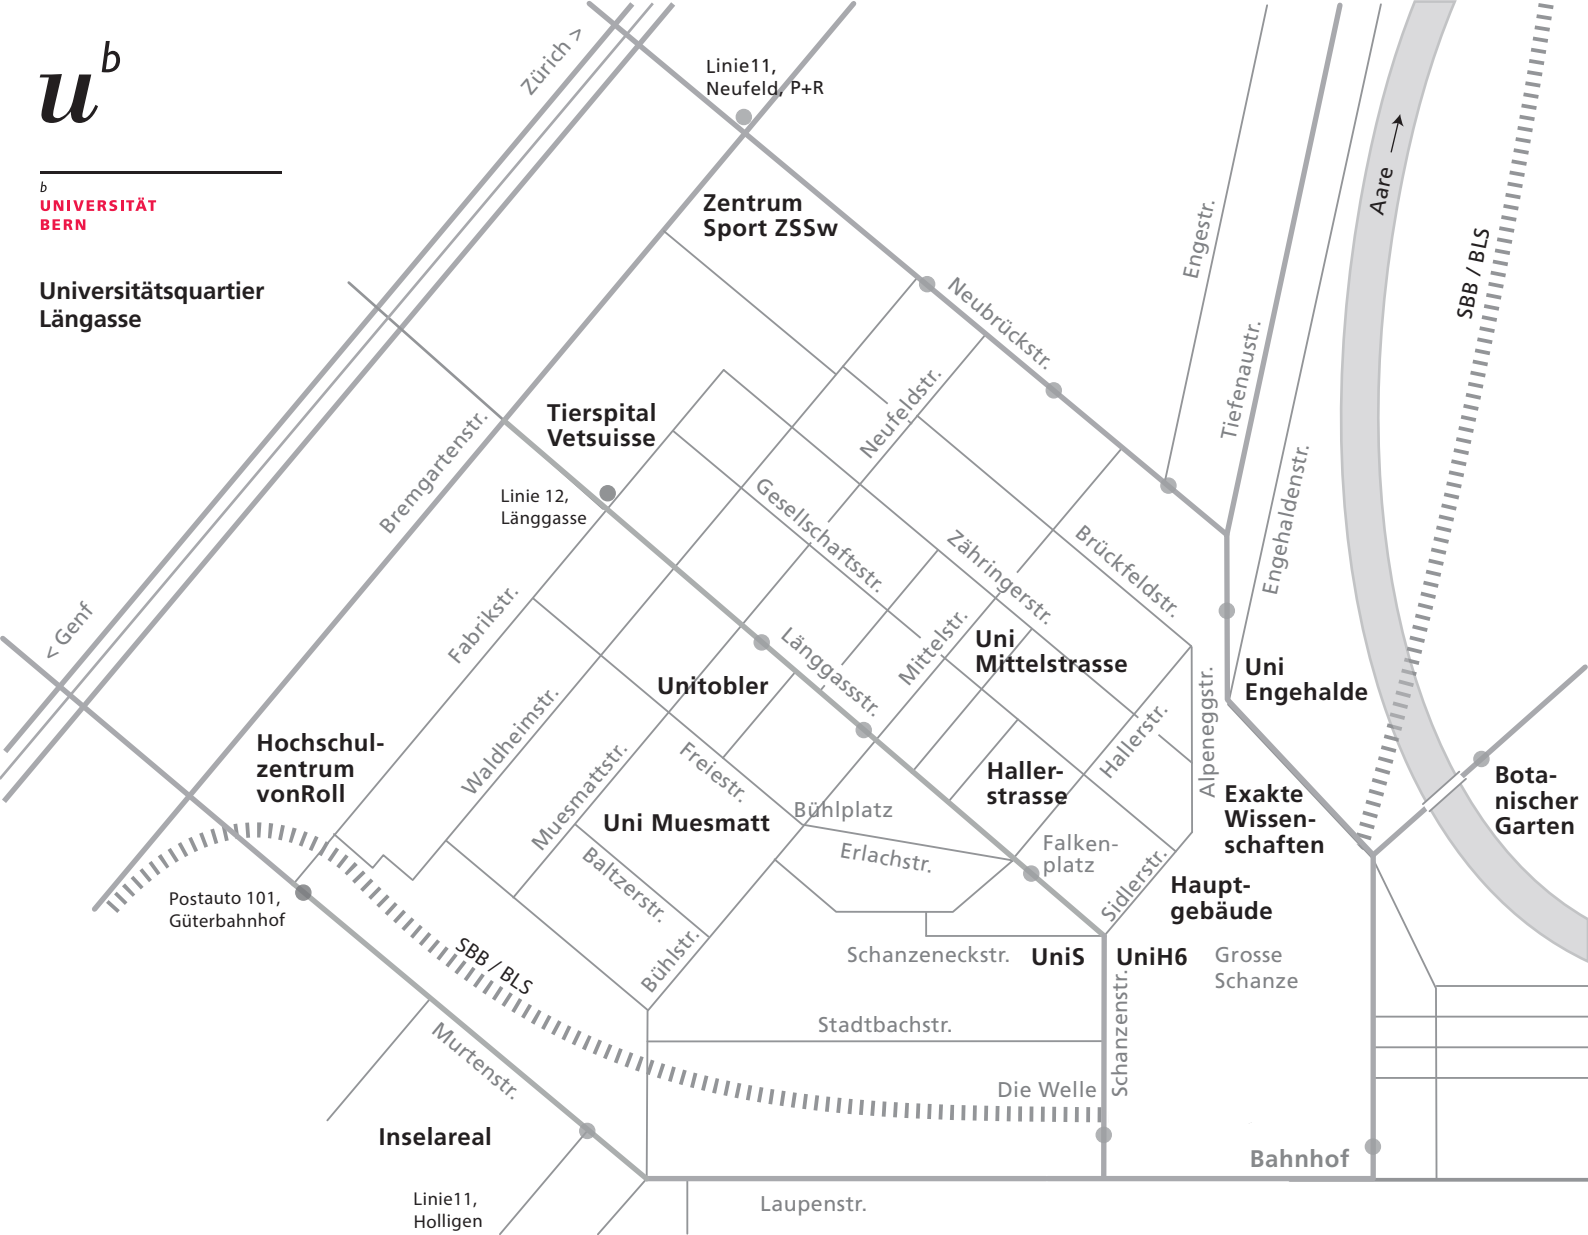 u b
b
UNIVERSITÄT
BERN
Universitätsquartier
Längasse
Zürich >
Linie11,
Neufeld, P+R
Zentrum
Sport ZSSw
Neubrückstr.
Engestr.
Tiefenaustr.
Engehaldenstr.
Aare
SBB / BLS
Tierspital
Vetsuisse
Linie 12,
Länggasse
Bremgartenstr.
Neufeldstr.
Gesellschaftsstr.
Zähringerstr.
Brückfeldstr.
< Genf
Fabrikstr.
Länggassstr.
Mittelstr.
Uni
Mittelstrasse
Alpeneggstr.
Uni
Engehalde
Unitobler
Waldheimstr.
Muesmattstr.
Freiestr.
Hallerstr.
Hochschul-
zentrum
vonRoll
Haller-
strasse
Exakte
Wissen-
schaften
Bota-
nischer
Garten
Uni Muesmatt
Bühlplatz
Erlachstr.
Falken-
platz
Baltzerstr.
Sidlerstr.
Haupt-
gebäude
Postauto 101,
Güterbahnhof
SBB / BLS
Bühlstr.
Schanzeneckstr.
UniS
UniH6
Grosse
Schanze
Stadtbachstr.
Schanzenstr.
Murtenstr.
Die Welle
Inselareal
Bahnhof
Linie11,
Holligen
Laupenstr.